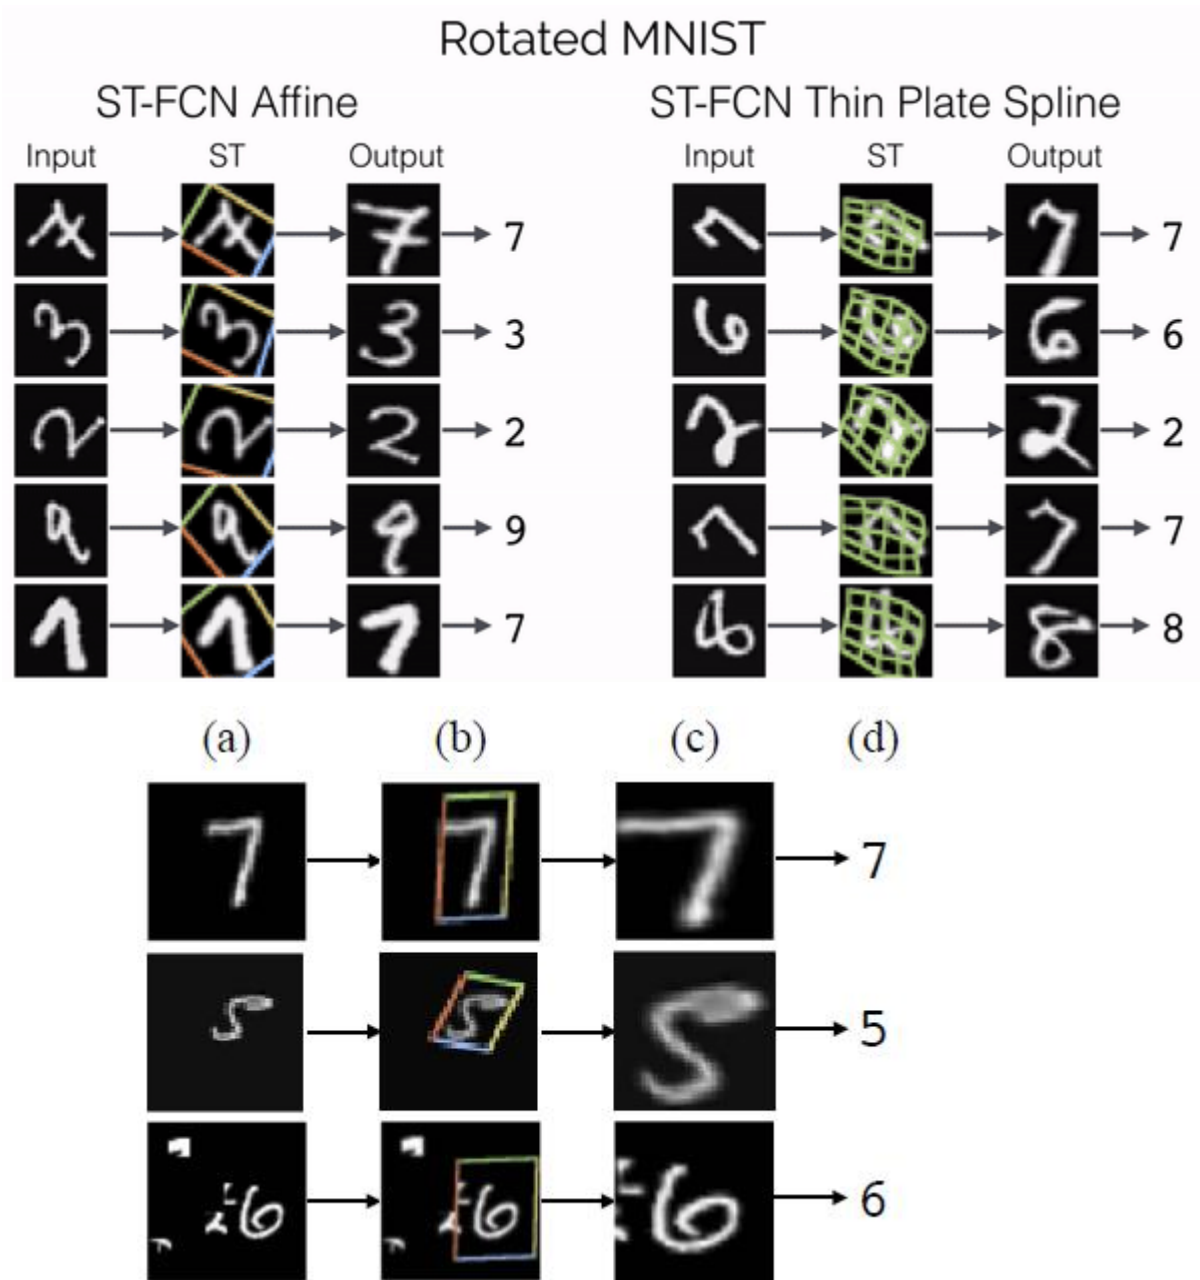 Rotated MNIST
ST-FCN Affine
ST-FCN Thin Plate Spline
Input ST Output
Input ST Output
7
7
3
6
2
2
9
7
7
8
(a) (b) (c) (d)
7
5
6